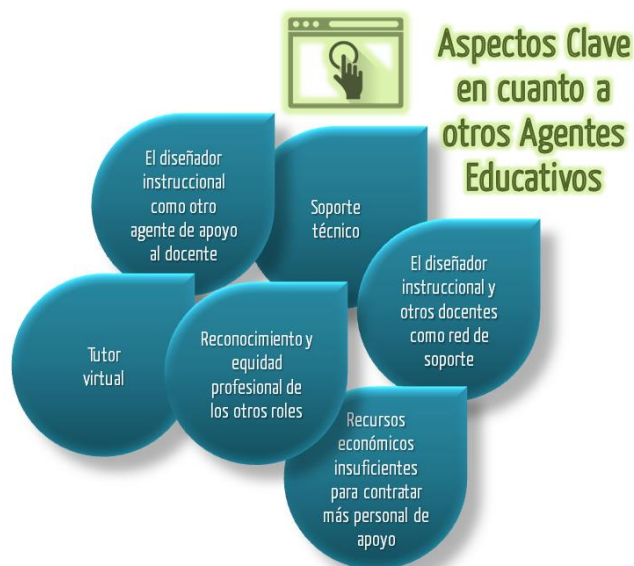 Aspectos Clave
en cuanto a
otros Agentes
Educativos
El diseñador
instruccional
como otro
agente de apoyo
al docente
Soporte
técnico
El diseñador
instruccional y
otros docentes
como red de
soporte
Tutor
virtual
Reconocimiento y
equidad
profesional de
los otros roles
Recursos
económicos
insuficientes
para contratar
más personal de
apoyo